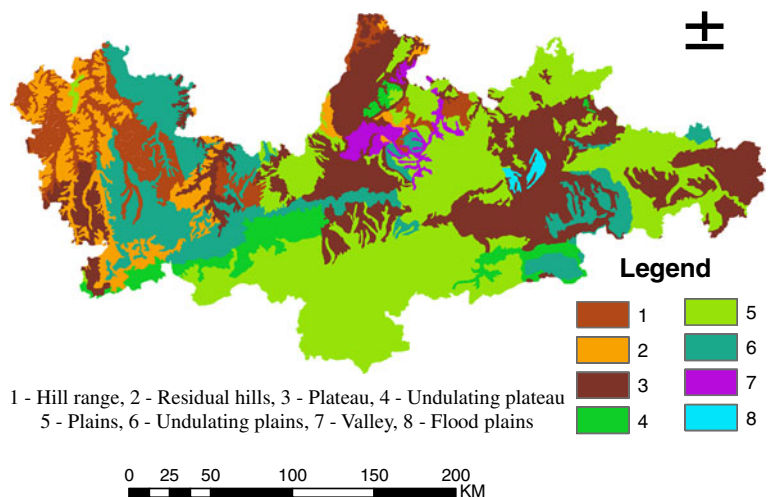 Legend
1 5
2 6
3 7
4 8
1 - Hill range, 2 - Residual hills, 3 - Plateau, 4 - Undulating plateau
5 - Plains, 6 - Undulating plains, 7 - Valley, 8 - Flood plains
0 25 50 100 150 200
KM